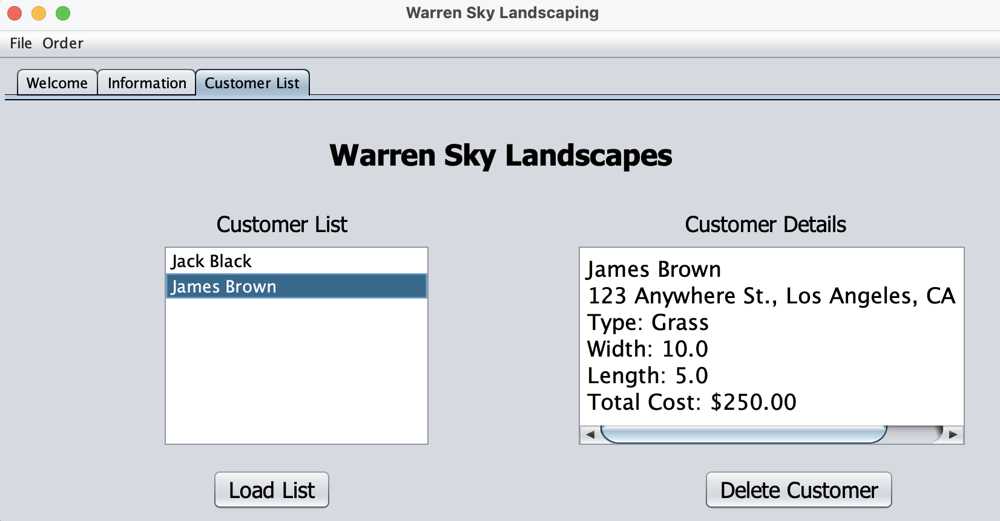 Warren Sky Landscaping
File Order
Welcome Information Customer List
Warren Sky Landscapes
Customer List
Jack Black
James Brown
Load List
Customer Details
James Brown
123 Anywhere St., Los Angeles, CA
Type: Grass
Width: 10.0
Length: 5.0
Total Cost: $250.00
Delete Customer